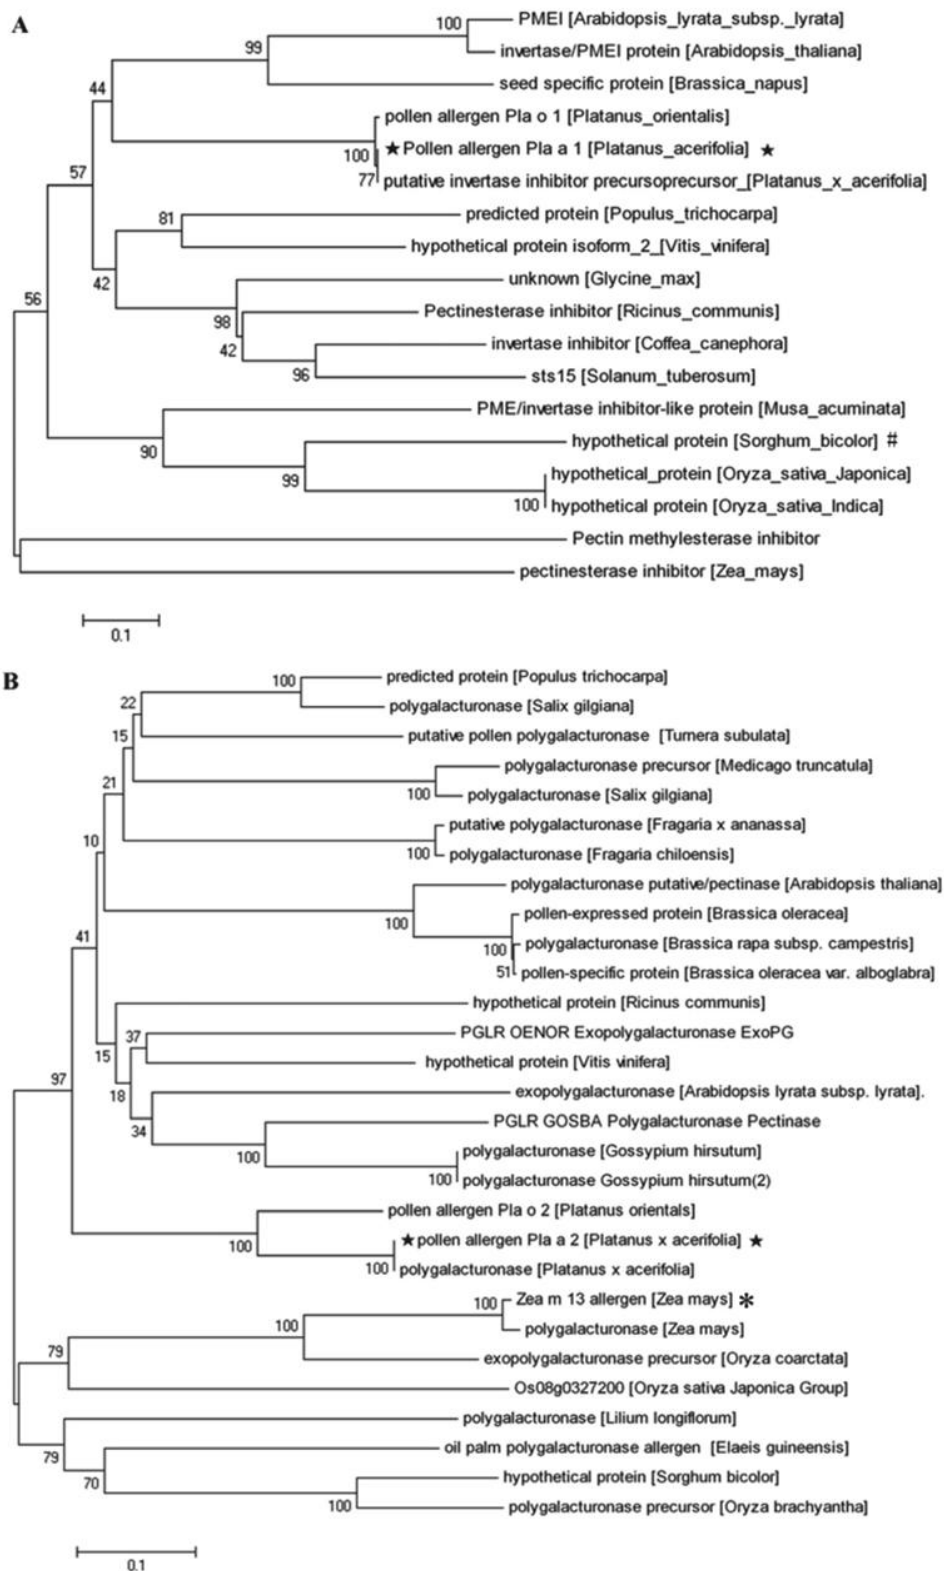 A
PMEI [Arabidopsis_lyrata_subsp._lyrata]
100
invertase/PMEI protein [Arabidopsis_thaliana]
99
seed specific protein [Brassica_napus]
44
pollen allergen Pla o 1 [Platanus_orientalis]
★Pollen allergen Pla a 1 [Platanus_acerifolia] ★
100
77
putative invertase inhibitor precursoprecursor_[Platanus_x_acerifolia]
57
predicted protein [Populus_trichocarpa]
81
hypothetical protein isoform_2_[Vitis_vinifera]
42
unknown [Glycine_max]
56
Pectinesterase inhibitor [Ricinus_communis]
98
invertase inhibitor [Coffea_canephora]
42
96
sts15 [Solanum_tuberosum]
PME/invertase inhibitor-like protein [Musa_acuminata]
hypothetical protein [Sorghum_bicolor] #
90
hypothetical_protein [Oryza_sativa_Japonica]
99
100
hypothetical protein [Oryza_sativa_Indica]
Pectin methylesterase inhibitor
pectinesterase inhibitor [Zea_mays]
0.1
B
predicted protein [Populus trichocarpa]
100
polygalacturonase [Salix gilgiana]
22
putative pollen polygalacturonase [Turnera subulata]
15
polygalacturonase precursor [Medicago truncatula]
21
100
polygalacturonase [Salix gilgiana]
putative polygalacturonase [Fragaria x ananassa]
10
100
polygalacturonase [Fragaria chiloensis]
polygalacturonase putative/pectinase [Arabidopsis thaliana]
pollen-expressed protein [Brassica oleracea]
100
41
polygalacturonase [Brassica rapa subsp. campestris]
100
51
pollen-specific protein [Brassica oleracea var. alboglabra]
hypothetical protein [Ricinus communis]
PGLR OENOR Exopolygalacturonase ExoPG
37
15
hypothetical protein [Vitis vinifera]
97
exopolygalacturonase [Arabidopsis lyrata subsp. lyrata].
18
PGLR GOSBA Polygalacturonase Pectinase
34
polygalacturonase [Gossypium hirsutum]
100
100
polygalacturonase Gossypium hirsutum(2)
pollen allergen Pla o 2 [Platanus orientals]
★pollen allergen Pla a 2 [Platanus x acerifolia] ★
100
100
polygalacturonase [Platanus x acerifolia]
Zea m 13 allergen [Zea mays] *
100
polygalacturonase [Zea mays]
100
exopolygalacturonase precursor [Oryza coarctata]
79
Os08g0327200 [Oryza sativa Japonica Group]
polygalacturonase [Lilium longiflorum]
oil palm polygalacturonase allergen [Elaeis guineensis]
79
hypothetical protein [Sorghum bicolor]
70
100
polygalacturonase precursor [Oryza brachyantha]
0.1